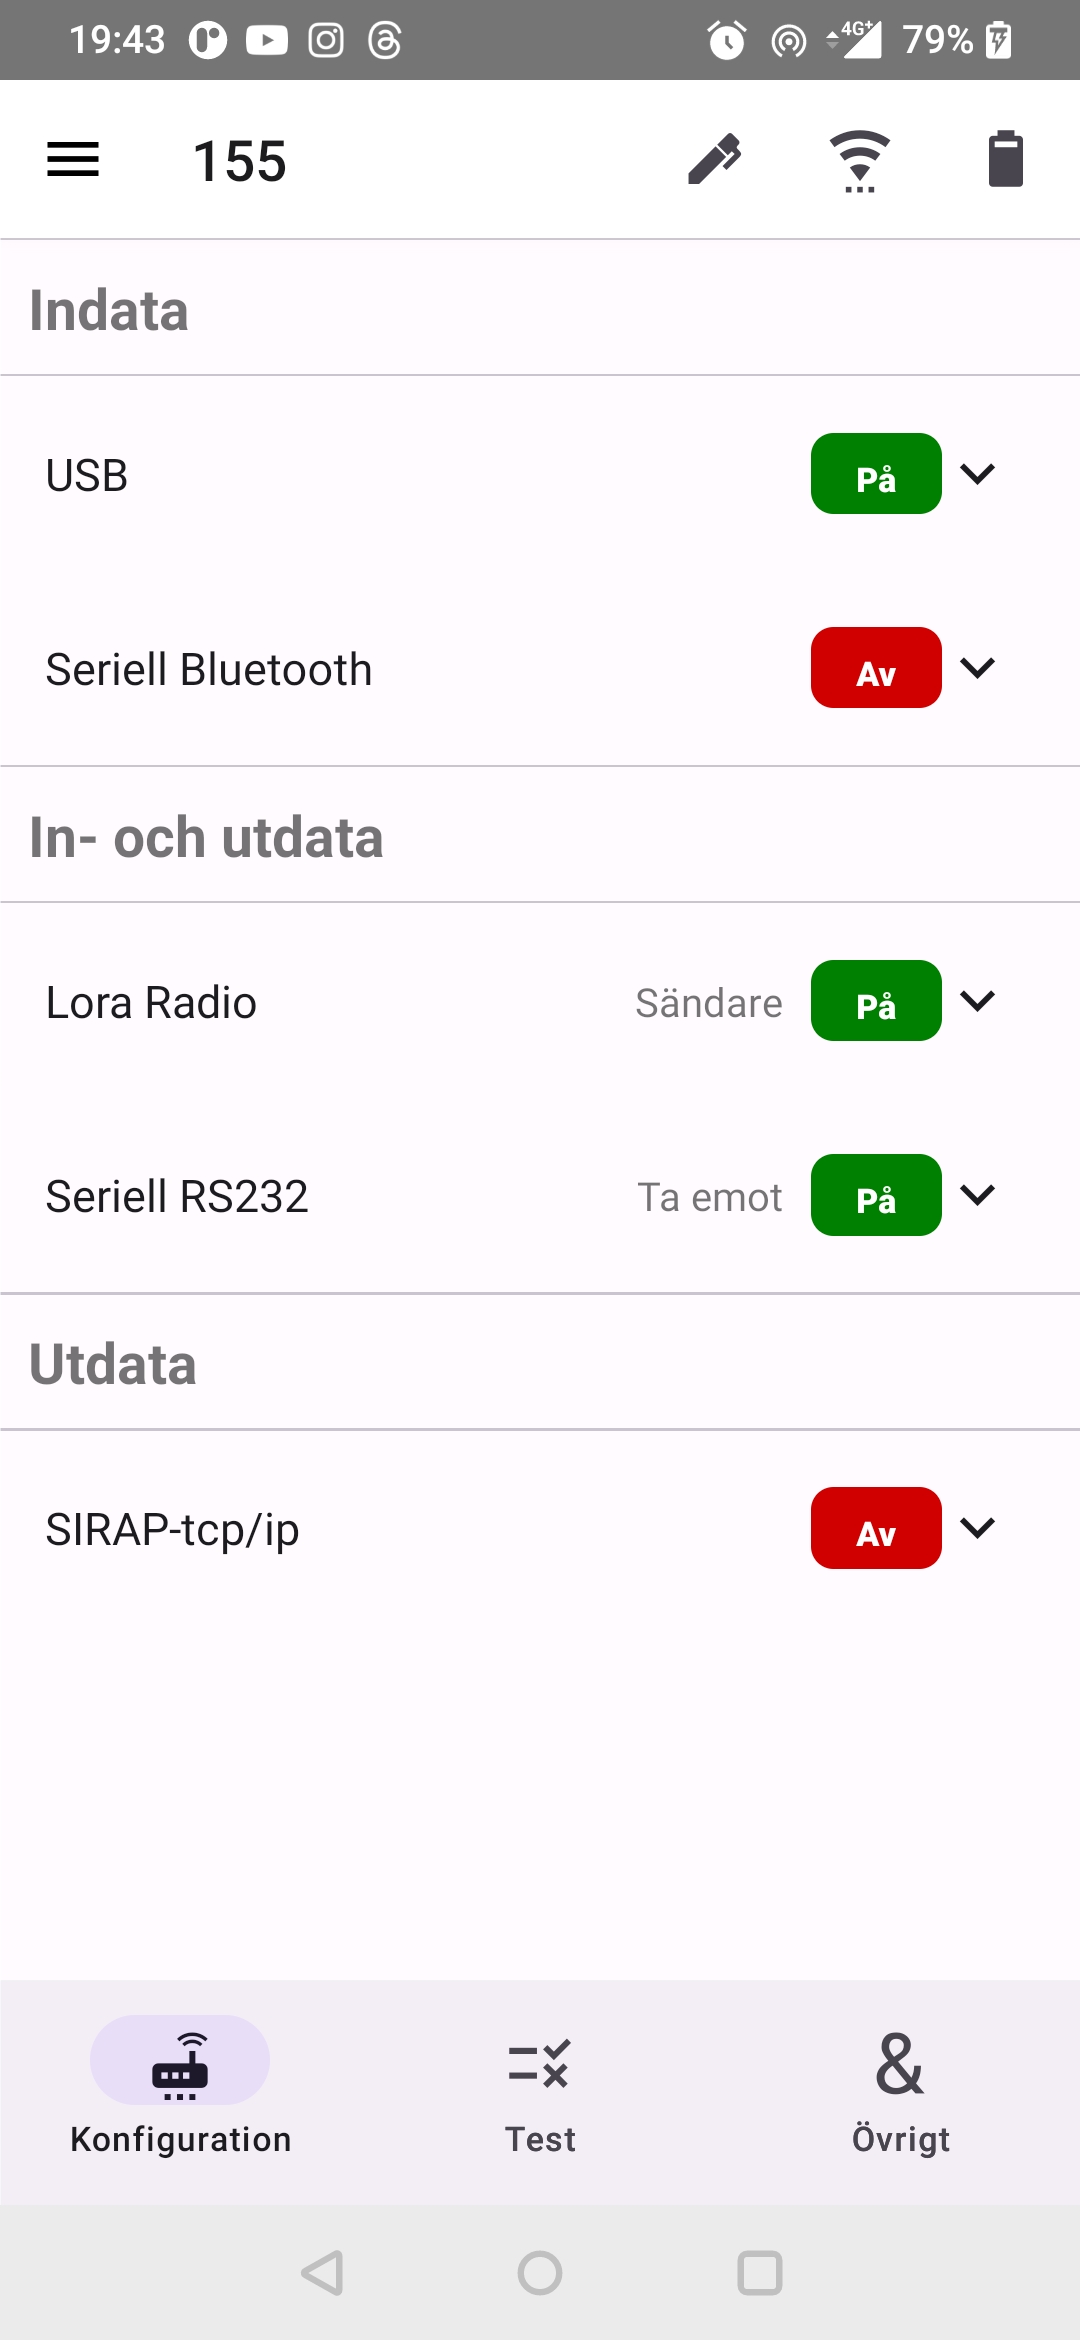 19:43 4G+ 79%
155
Indata
USB På
Seriell Bluetooth Av
In- och utdata
Lora Radio Sändare På
Seriell RS232 Ta emot På
Utdata
SIRAP-tcp/ip Av
Konfiguration Test & Övrigt